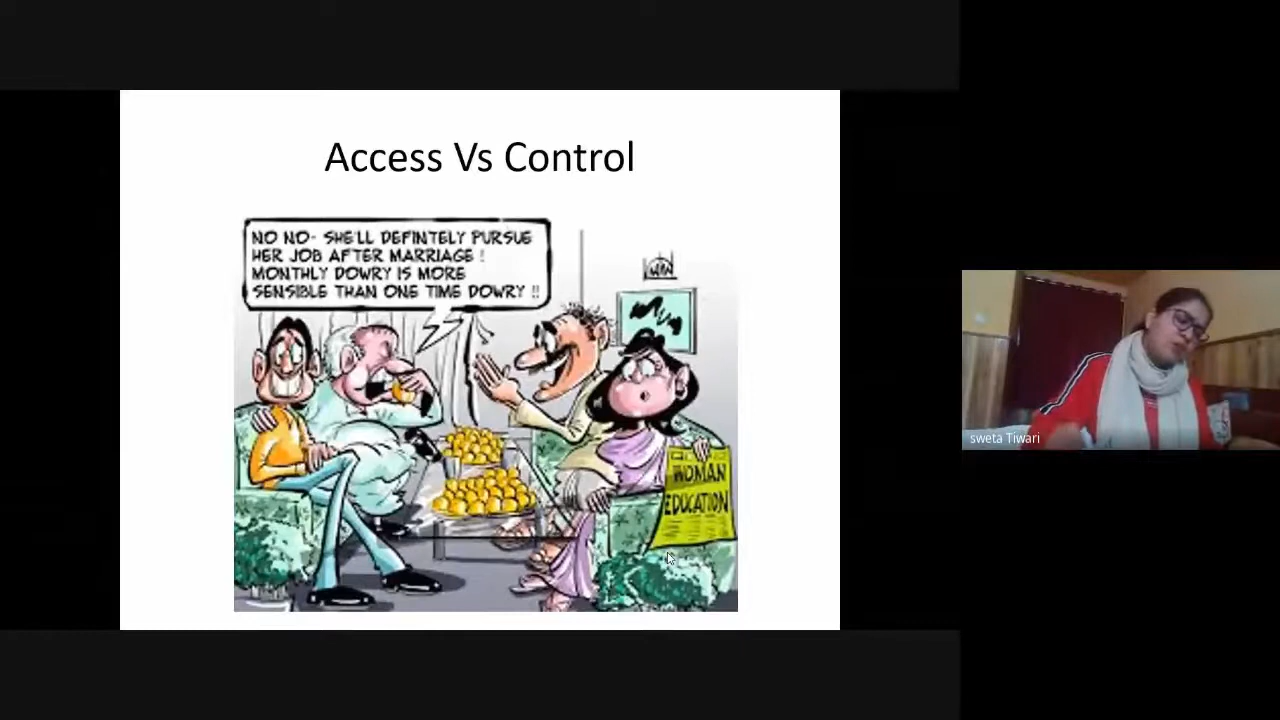 Access Vs Control
NO NO- SHE'LL DEFINTELY PURSUE
HER JOB AFTER MARRIAGE !
MONTHLY DOWRY IS MORE
SENSIBLE THAN ONE TIME DOWRY !!
WOMAN
EDUCATION
sweta Tiwari